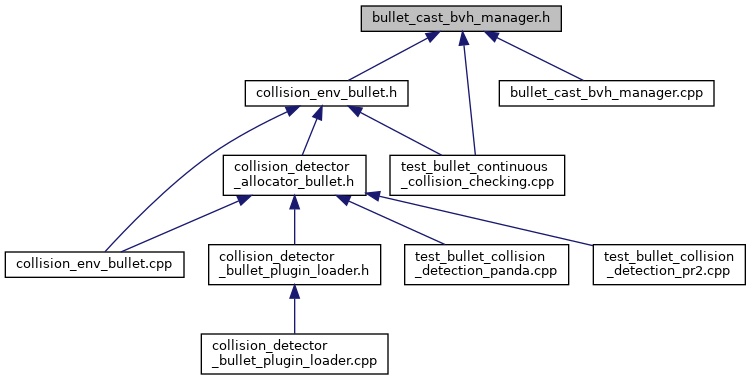 bullet_cast_bvh_manager.h
collision_env_bullet.h
bullet_cast_bvh_manager.cpp
collision_detector
_allocator_bullet.h
test_bullet_continuous
_collision_checking.cpp
collision_env_bullet.cpp
collision_detector
_bullet_plugin_loader.h
test_bullet_collision
_detection_panda.cpp
test_bullet_collision
_detection_pr2.cpp
collision_detector
_bullet_plugin_loader.cpp